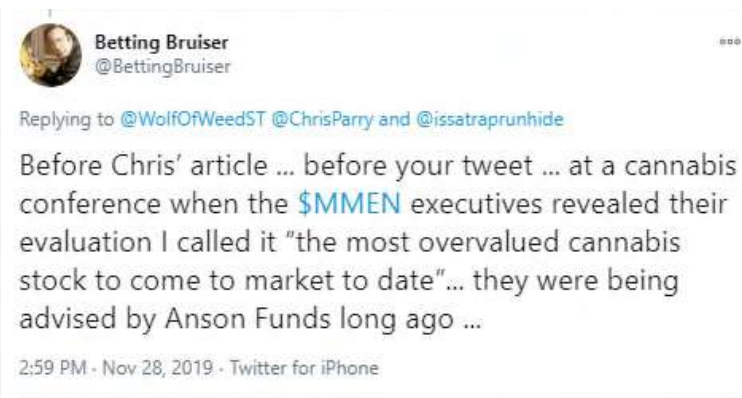 Betting Bruiser
@BettingBruiser
Replying to @WolfOfWeedST @ChrisParry and @issatraprunhide
Before Chris' article ... before your tweet ... at a cannabis
conference when the $MMEN executives revealed their
evaluation I called it "the most overvalued cannabis
stock to come to market to date"... they were being
advised by Anson Funds long ago ...
2:59 PM · Nov 28, 2019 · Twitter for iPhone